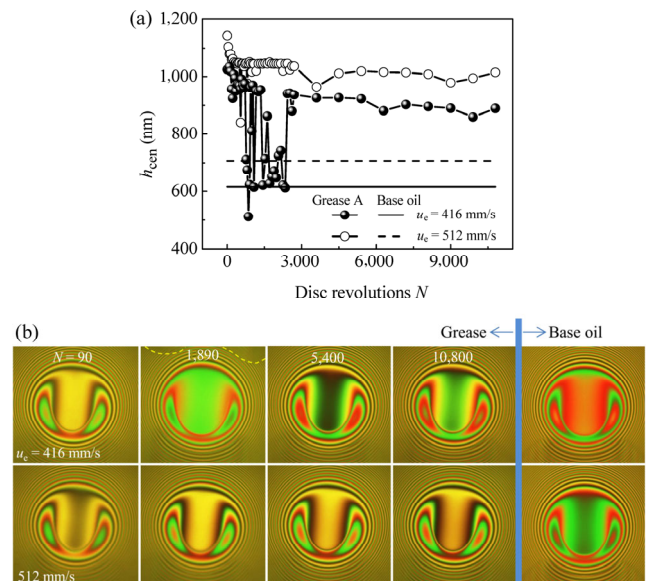 (a)
h_cen (nm)
1,200
1,000
800
600
400
Grease A Base oil
u_e = 416 mm/s
u_e = 512 mm/s
0 3,000 6,000 9,000
Disc revolutions N
(b)
Grease Base oil
N = 90 1,890 5,400 10,800
u_e = 416 mm/s
512 mm/s